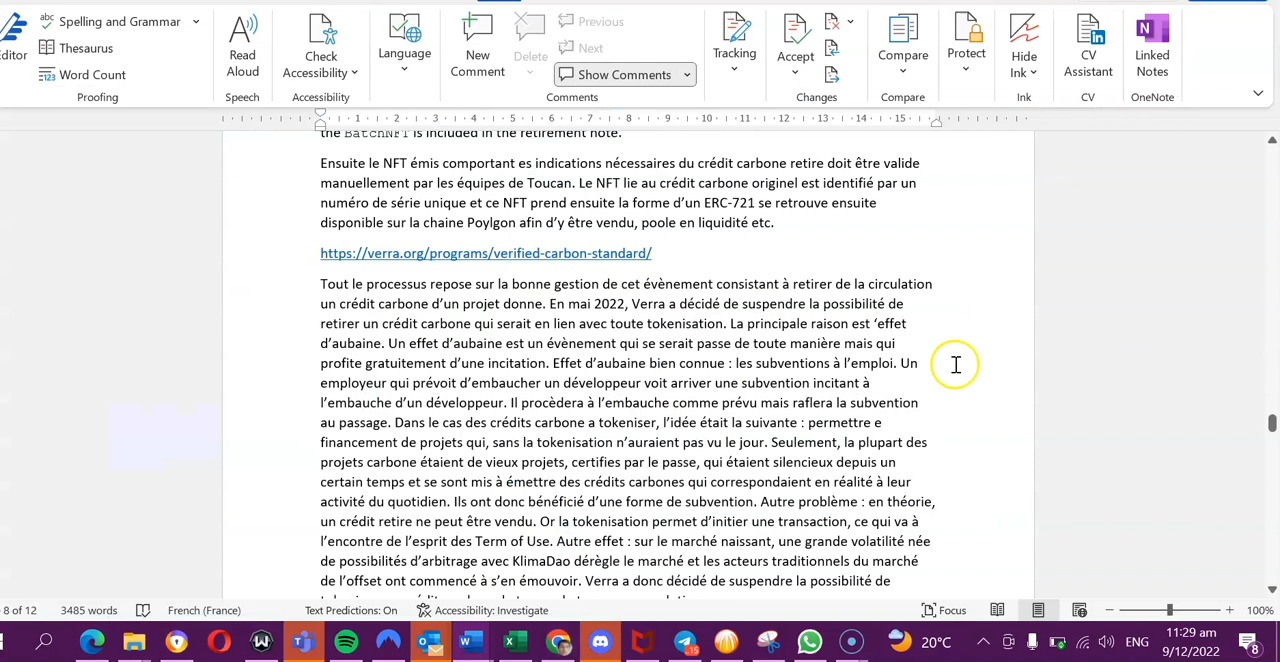 Editor
Spelling and Grammar
Thesaurus
Word Count
Proofing
Read Aloud
Speech
Check Accessibility
Accessibility
Language
New Comment
Delete
Previous
Next
Show Comments
Comments
Tracking
Accept
Changes
Compare
Compare
Protect
Hide Ink
Ink
CV Assistant
CV
Linked Notes
OneNote
1 2 3 4 5 6 7 8 9 10 11 12 13 14 15
the BatchNFT is included in the retirement note.
Ensuite le NFT émis comportant es indications nécessaires du crédit carbone retire doit être valide
manuellement par les équipes de Toucan. Le NFT lie au crédit carbone originel est identifié par un
numéro de série unique et ce NFT prend ensuite la forme d’un ERC-721 se retrouve ensuite
disponible sur la chaine Poylgon afin d’y être vendu, poole en liquidité etc.
https://verra.org/programs/verified-carbon-standard/
Tout le processus repose sur la bonne gestion de cet évènement consistant à retirer de la circulation
un crédit carbone d’un projet donne. En mai 2022, Verra a décidé de suspendre la possibilité de
retirer un crédit carbone qui serait en lien avec toute tokenisation. La principale raison est ‘effet
d’aubaine. Un effet d’aubaine est un évènement qui se serait passe de toute manière mais qui
profite gratuitement d’une incitation. Effet d’aubaine bien connue : les subventions à l’emploi. Un
employeur qui prévoit d’embaucher un développeur voit arriver une subvention incitant à
l’embauche d’un développeur. Il procèdera à l’embauche comme prévu mais raflera la subvention
au passage. Dans le cas des crédits carbone a tokeniser, l’idée était la suivante : permettre e
financement de projets qui, sans la tokenisation n’auraient pas vu le jour. Seulement, la plupart des
projets carbone étaient de vieux projets, certifies par le passe, qui étaient silencieux depuis un
certain temps et se sont mis à émettre des crédits carbones qui correspondaient en réalité à leur
activité du quotidien. Ils ont donc bénéficié d’une forme de subvention. Autre problème : en théorie,
un crédit retire ne peut être vendu. Or la tokenisation permet d’initier une transaction, ce qui va à
l’encontre de l’esprit des Term of Use. Autre effet : sur le marché naissant, une grande volatilité née
de possibilités d’arbitrage avec KlimaDao dérègle le marché et les acteurs traditionnels du marché
de l’offset ont commencé à s’en émouvoir. Verra a donc décidé de suspendre la possibilité de
8 of 12
3485 words
French (France)
Text Predictions: On
Accessibility: Investigate
Focus
100%
15
20°C
ENG
11:29 am
9/12/2022
8